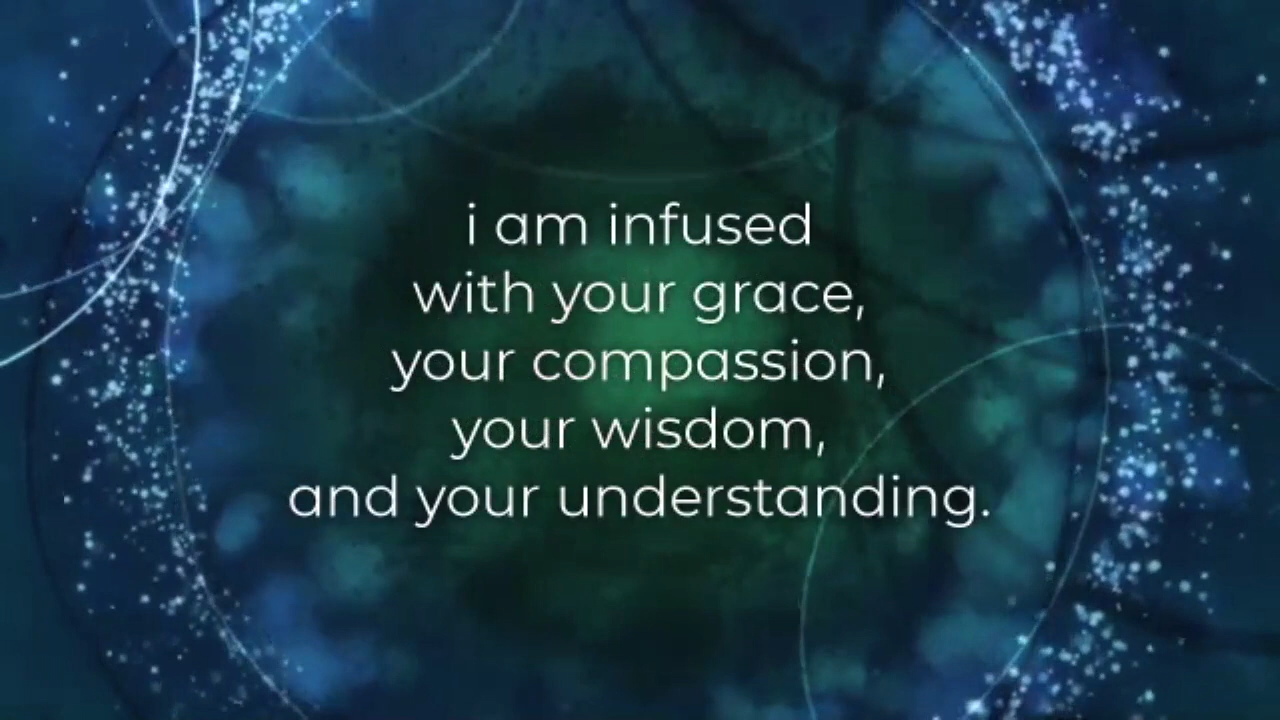 i am infused
with your grace,
your compassion,
your wisdom,
and your understanding.